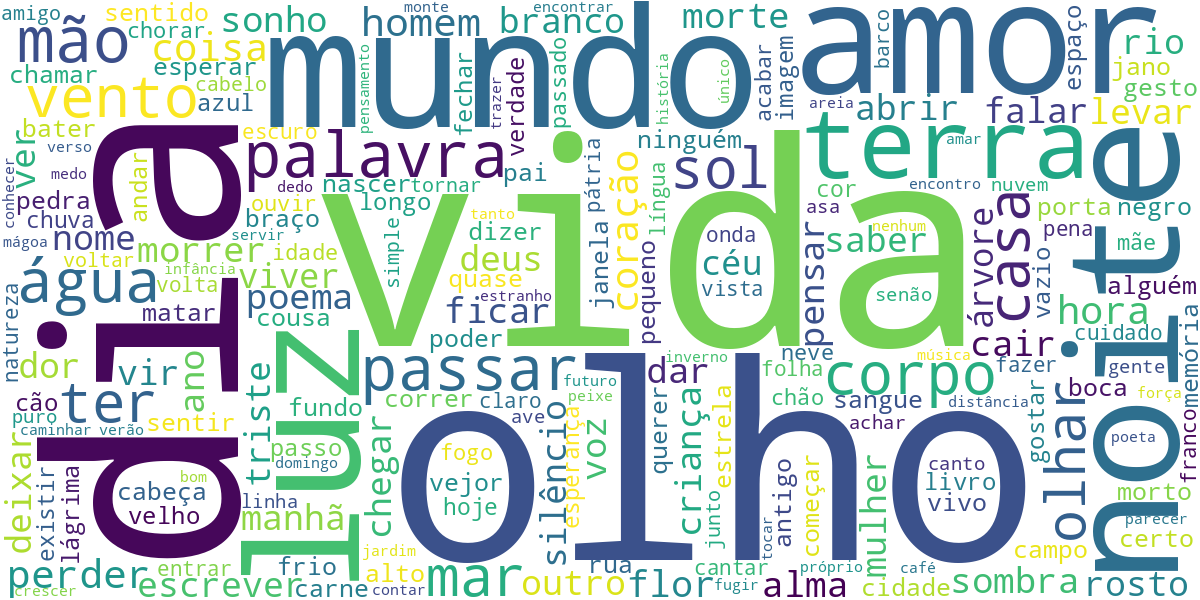 amigo
sentido
sonho
homem
monte
branco
encontrar
morte
amor
mão
chorar
coisa
mundo
barco
espaço
rio
chamar
esperar
cabelo
pensamento
fechar
trazer
verdade
passado
história
único
acabar
imagem
jano
gesto
vento
azul
areia
abrir
falar
levar
bater
verso
escuro
palavra
ninguém
terra
amar
ver
medo
conhecer
andar
dedo
nascer
tornar
pai
pátria
língua
sol
cor
encontro
nuvem
porta
negro
pedra
ouvir
longo
vida
coração
asa
pena
chuva
braço
servir
simple
tanto
dizer
janela
onda
nenhum
árvore
casa
vazio
mãe
noite
mágoa
nome
morrer
idade
deus
pequeno
céu
saber
voltar
infância
viver
quase
vista
pensar
alguém
água
volta
poema
estranho
ficar
senão
hora
natureza
matar
cousa
poder
cair
cuidado
memória
dia
luz
dor
vir
ano
passar
inverno
dar
neve
música
fazer
gente
folha
corpo
olhar
boca
força
franco
ter
cão
triste
correr
claro
futuro
peixe
olho
querer
criança
estrela
chão
sangue
distância
gostar
puro
fundo
ave
achar
caminhar
verão
sentir
passo
chegar
silêncio
esperança
voz
poeta
deixar
existir
lágrima
domingo
fogo
canto
bom
cabeça
vejor
livro
morto
velho
linha
hoje
junto
tocar
antigo
começar
mulher
vivo
parecer
certo
manhã
jardim
campo
perder
crescer
entrar
escrever
frio
carne
alto
contar
mar
outro
rua
flor
cantar
fugir
alma
próprio
café
cidade
sombra
rosto